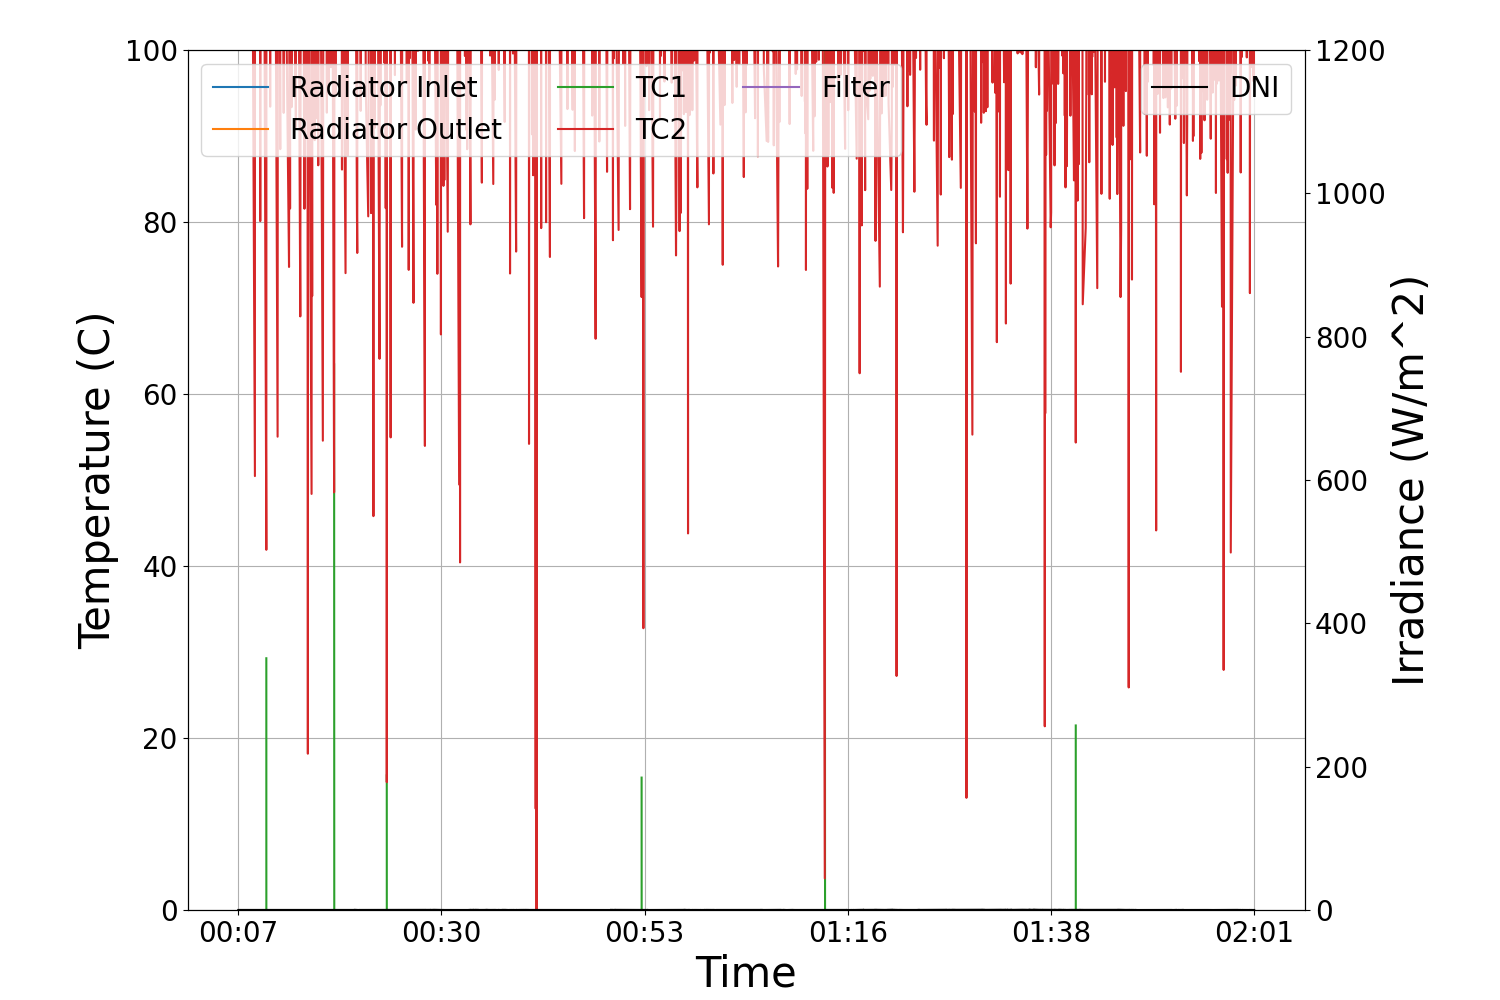 100
80
60
40
20
0
Temperature (C)
Radiator Inlet
Radiator Outlet
TC1
TC2
Filter
DNI
1200
1000
800
600
400
200
0
Irradiance (W/m^2)
00:07 00:30 00:53 01:16 01:38 02:01
Time